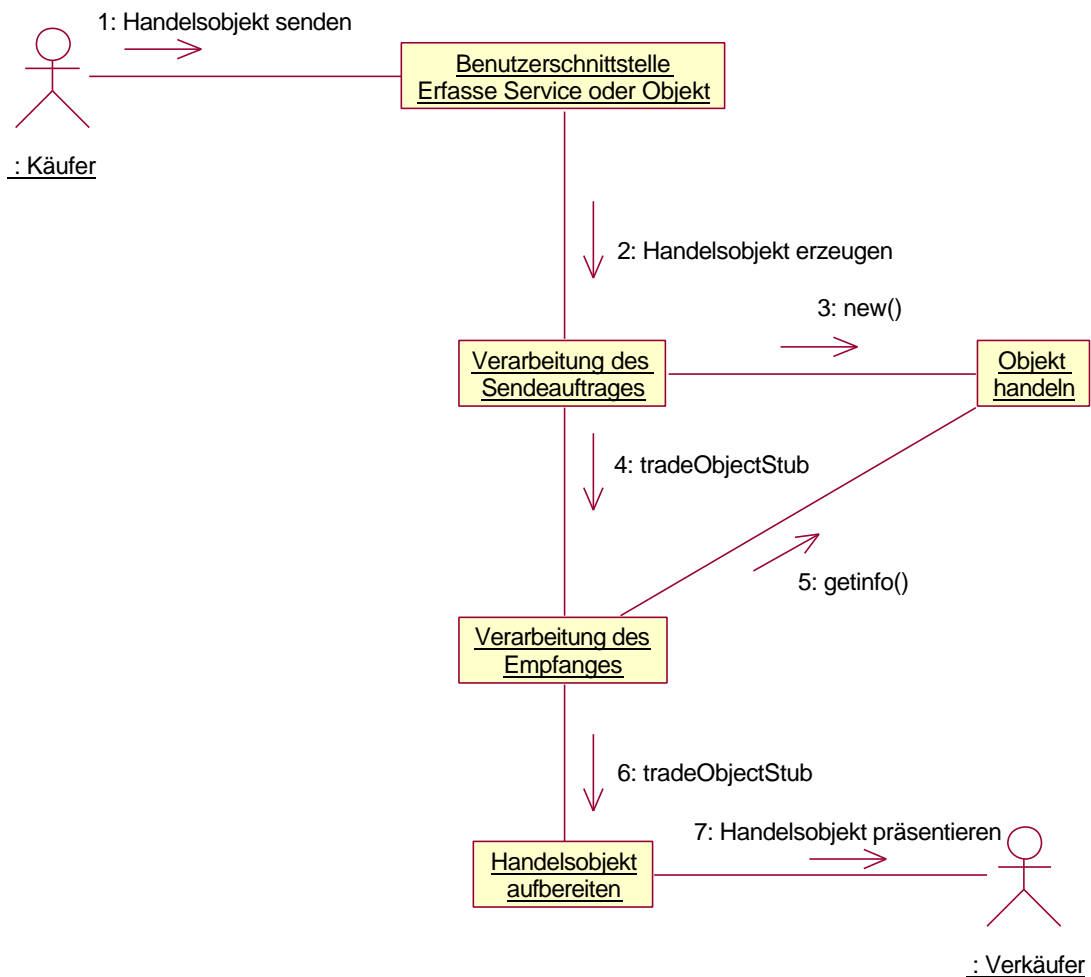 1: Handelsobjekt senden
Benutzerschnittstelle
Erfasse Service oder Objekt
: Käufer
2: Handelsobjekt erzeugen
3: new()
Verarbeitung des
Sendeauftrages
Objekt
handeln
4: tradeObjectStub
5: getinfo()
Verarbeitung des
Empfanges
6: tradeObjectStub
7: Handelsobjekt präsentieren
Handelsobjekt
aufbereiten
: Verkäufer